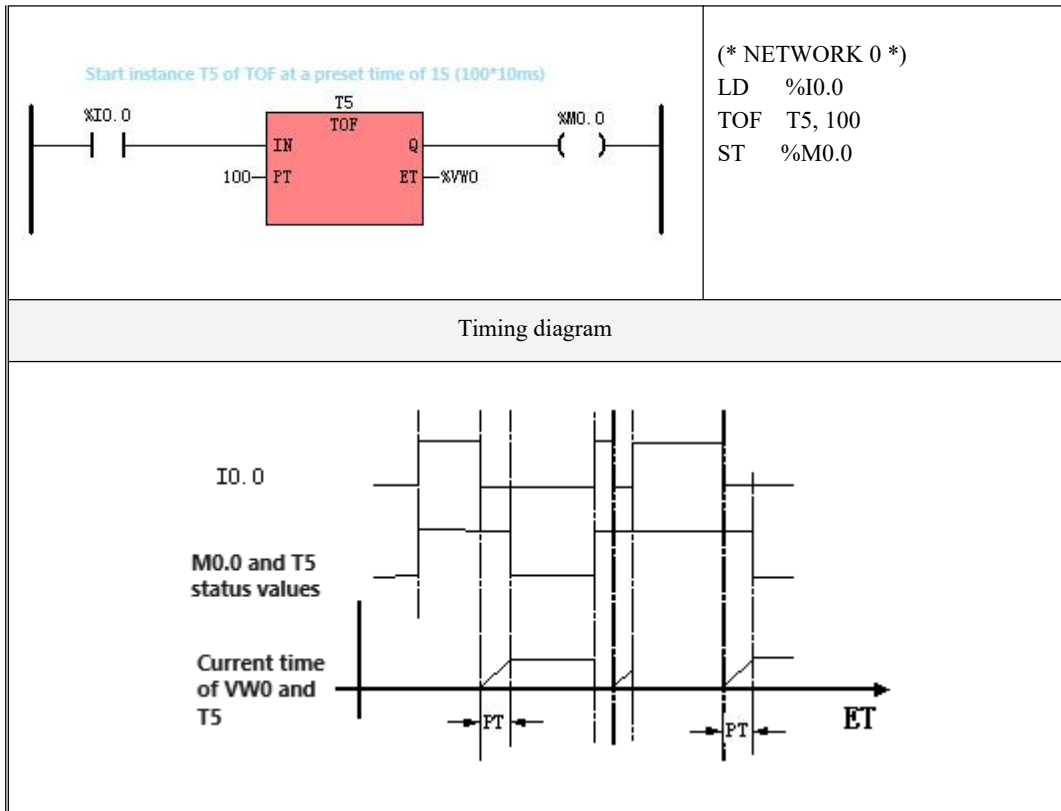 Start instance T5 of TOF at a preset time of 1S (100*10ms)
%I0.0
T5
TOF
%M0.0
IN
Q
100
PT
ET
%VW0
(* NETWORK 0 *)
LD %I0.0
TOF T5, 100
ST %M0.0
Timing diagram
I0.0
M0.0 and T5
status values
Current time
of VW0 and
T5
PT
PT
ET